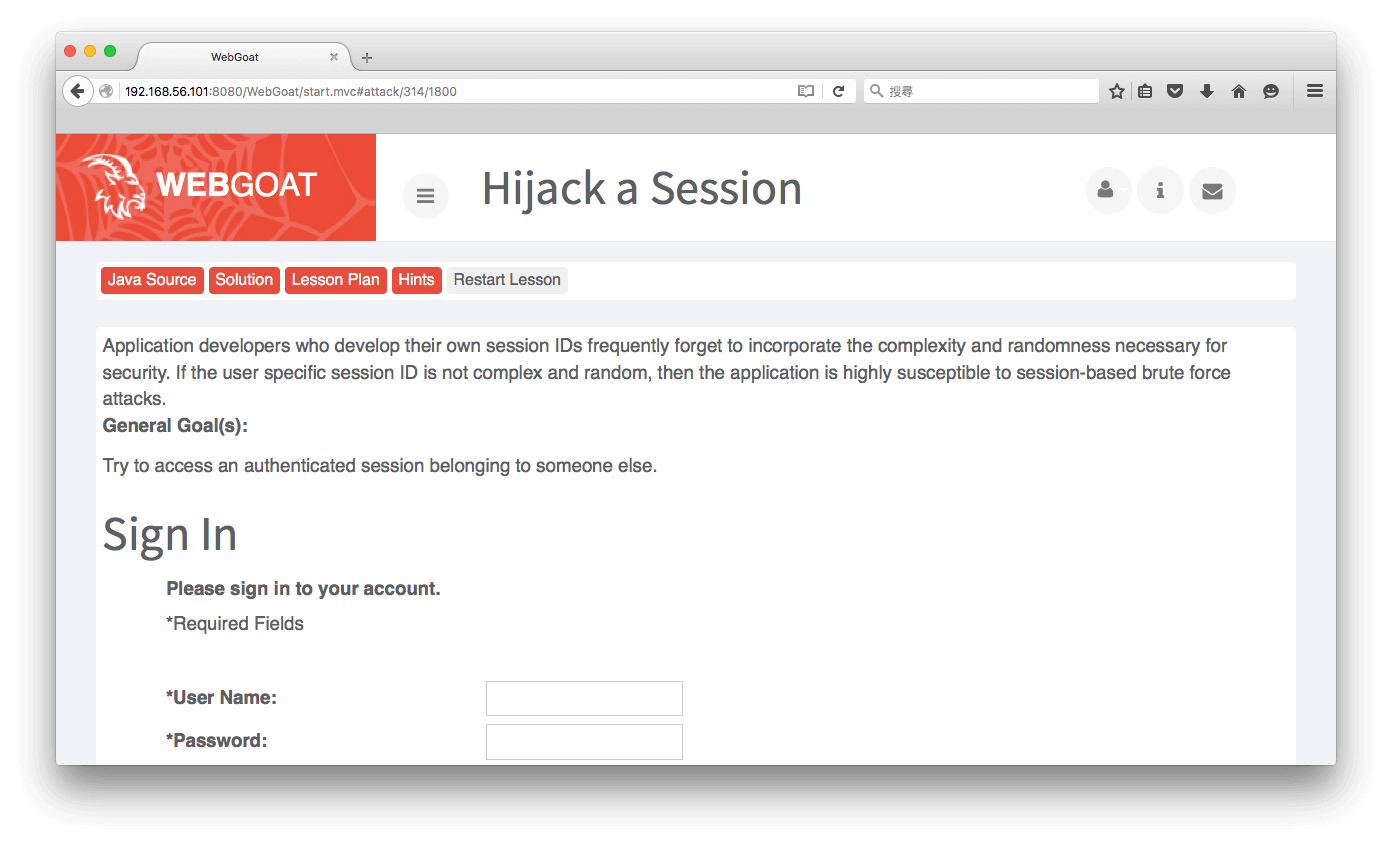 WebGoat
192.168.56.101:8080/WebGoat/start.mvc#attack/314/1800
搜尋
WEBGOAT
Hijack a Session
Java Source Solution Lesson Plan Hints Restart Lesson
Application developers who develop their own session IDs frequently forget to incorporate the complexity and randomness necessary for
security. If the user specific session ID is not complex and random, then the application is highly susceptible to session-based brute force
attacks.
General Goal(s):
Try to access an authenticated session belonging to someone else.
Sign In
Please sign in to your account.
*Required Fields
*User Name:
*Password: